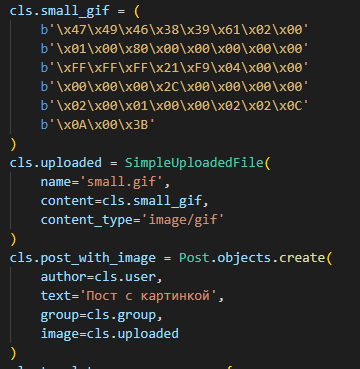 cls.small_gif = (
    b'\x47\x49\x46\x38\x39\x61\x02\x00'
    b'\x01\x00\x80\x00\x00\x00\x00\x00'
    b'\xFF\xFF\xFF\x21\xF9\x04\x00\x00'
    b'\x00\x00\x00\x2C\x00\x00\x00\x00'
    b'\x02\x00\x01\x00\x00\x02\x02\x0C'
    b'\x0A\x00\x3B'
)
cls.uploaded = SimpleUploadedFile(
    name='small.gif',
    content=cls.small_gif,
    content_type='image/gif'
)
cls.post_with_image = Post.objects.create(
    author=cls.user,
    text='Пост с картинкой',
    group=cls.group,
    image=cls.uploaded
)